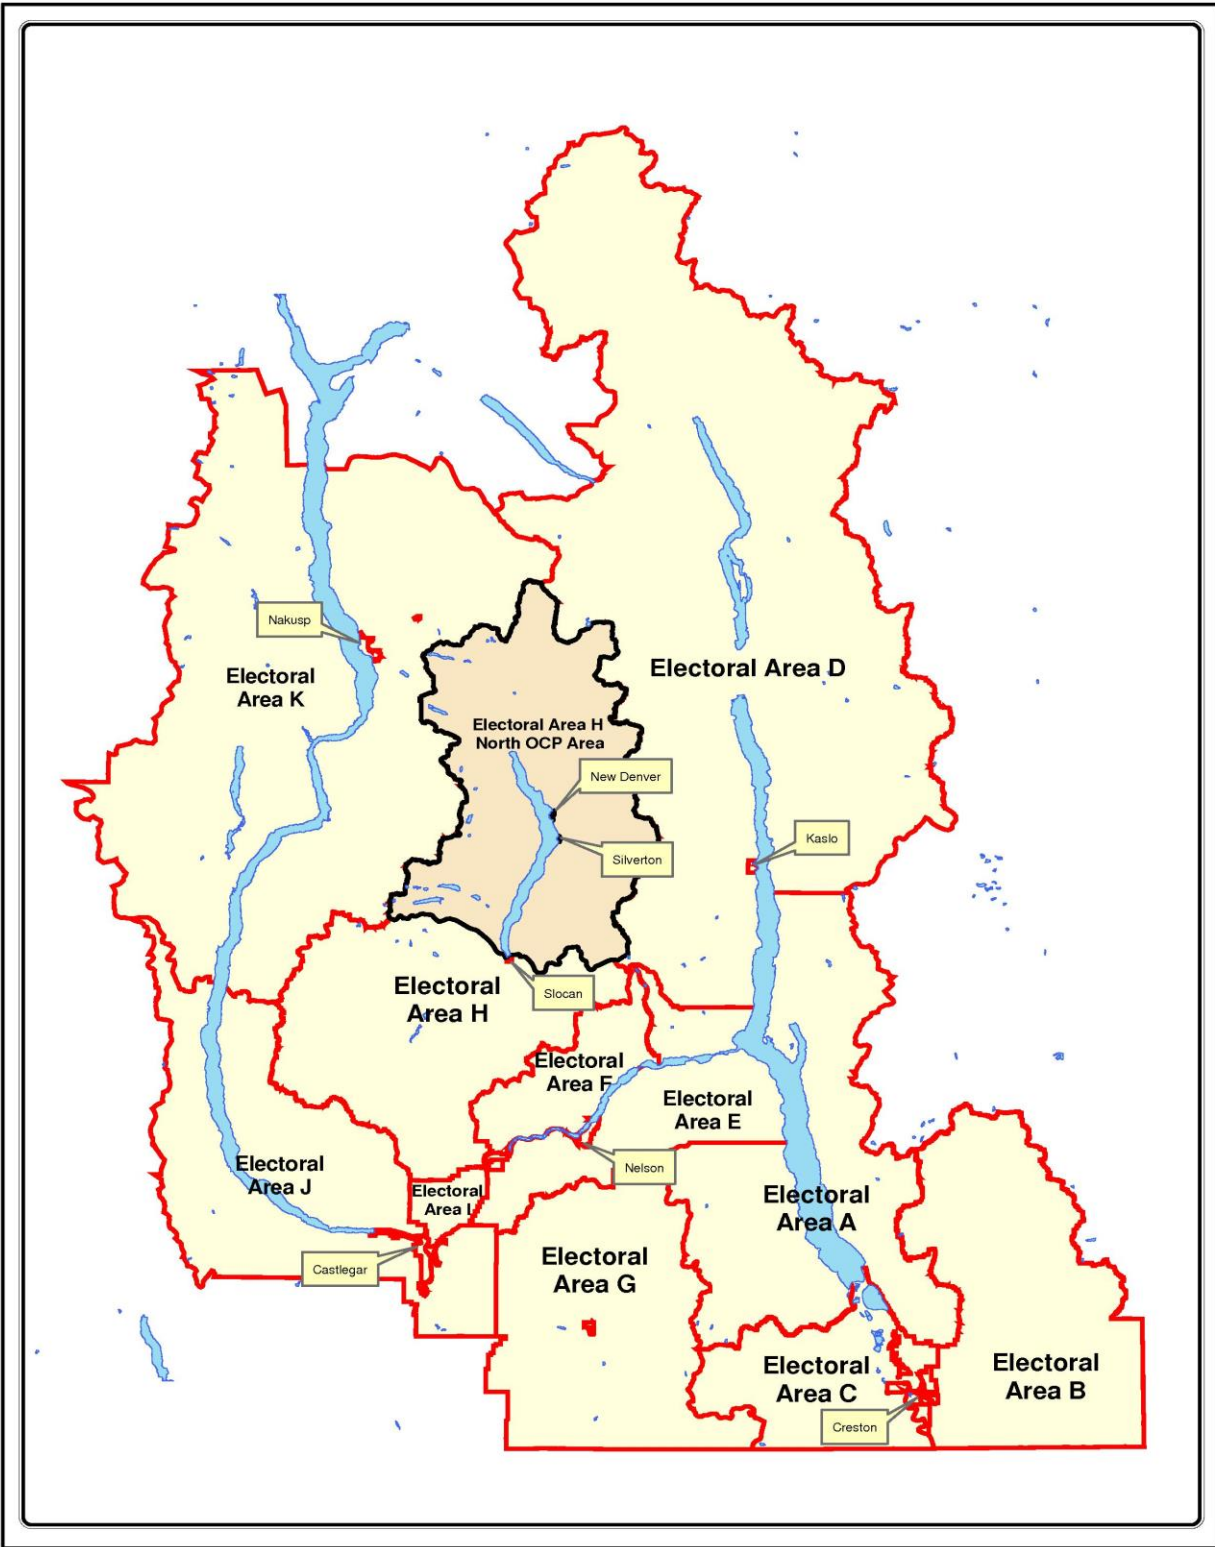 Nakusp
Electoral
Area K
Electoral Area D
Electoral Area H
North OCP Area
New Denver
Silverton
Kaslo
Electoral
Area H
Slocan
Electoral
Area F
Electoral
Area E
Nelson
Electoral
Area J
Electoral
Area I
Electoral
Area A
Castlegar
Electoral
Area G
Electoral
Area C
Electoral
Area B
Creston